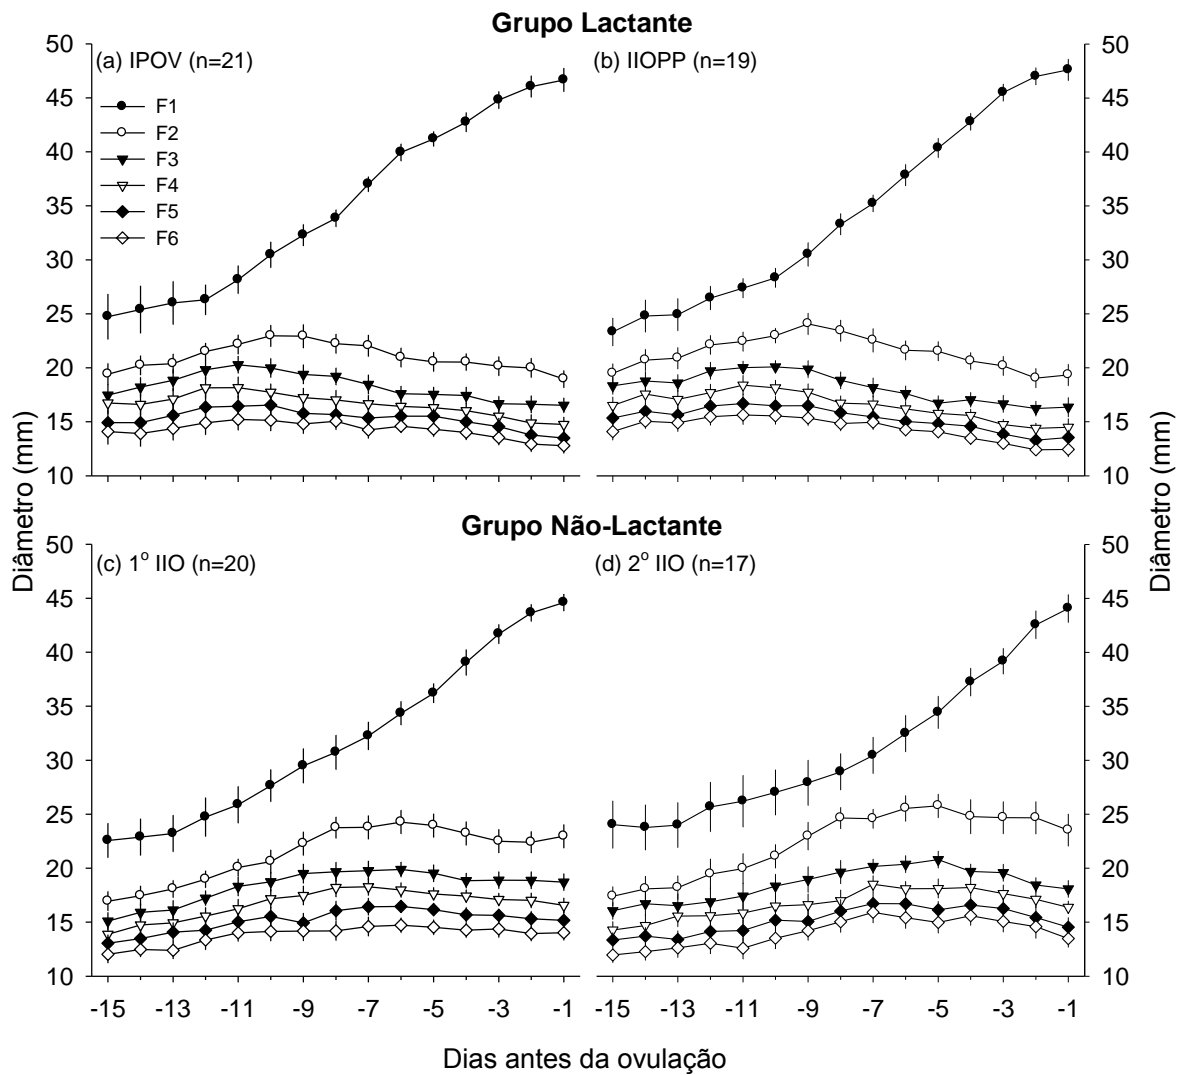 Grupo Lactante
50
45
40
35
30
25
20
15
10
(a) IPOV (n=21)
F1
F2
F3
F4
F5
F6
(b) IIOPP (n=19)
50
45
40
35
30
25
20
15
10
Diâmetro (mm)
Diâmetro (mm)
Grupo Não-Lactante
50
45
40
35
30
25
20
15
10
(c) 1º IIO (n=20)
(d) 2º IIO (n=17)
50
45
40
35
30
25
20
15
10
-15 -13 -11 -9 -7 -5 -3 -1
-15 -13 -11 -9 -7 -5 -3 -1
Dias antes da ovulação